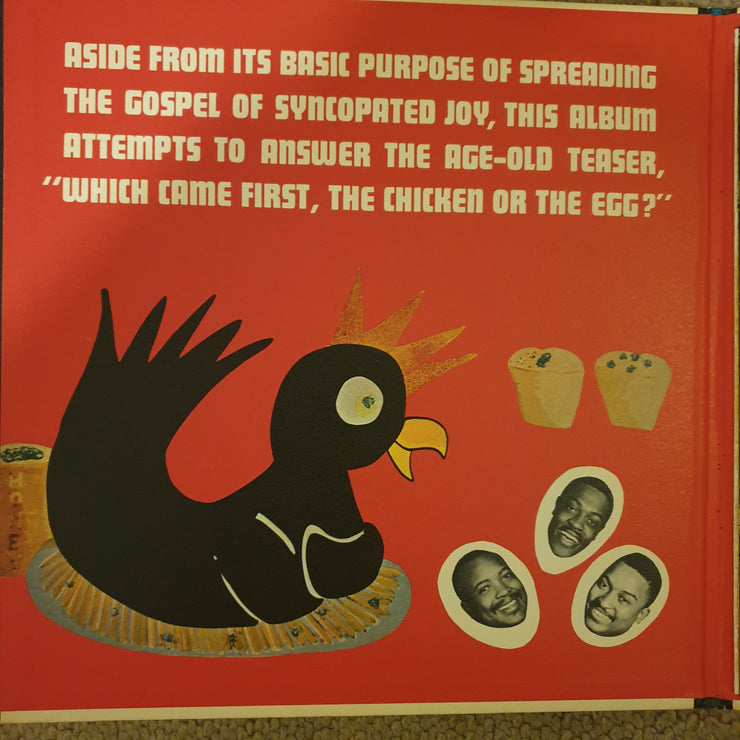 ASIDE FROM ITS BASIC PURPOSE OF SPREADING
THE GOSPEL OF SYNCOPATED JOY, THIS ALBUM
ATTEMPTS TO ANSWER THE AGE-OLD TEASER,
"WHICH CAME FIRST, THE CHICKEN OR THE EGG?"